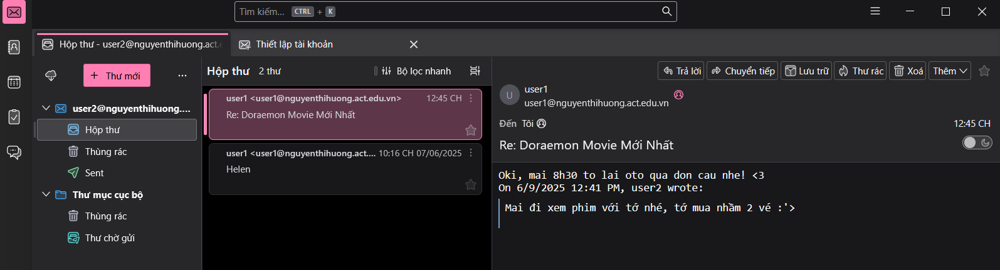 Tìm kiếm... CTRL + K
Hộp thư - user2@nguyenthihuong.act.e
Thiết lập tài khoản
Thư mới
user2@nguyenthihuong....
Hộp thư
Thùng rác
Sent
Thư mục cục bộ
Thùng rác
Thư chờ gửi
Hộp thư 2 thư Bộ lọc nhanh
user1 <user1@nguyenthihuong.act.edu.vn> 12:45 CH
Re: Doraemon Movie Mới Nhất
user1 <user1@nguyenthihuong.act.... 10:16 CH 07/06/2025
Helen
Trả lời Chuyển tiếp Lưu trữ Thư rác Xoá Thêm
U
user1
user1@nguyenthihuong.act.edu.vn
Đến Tôi 12:45 CH
Re: Doraemon Movie Mới Nhất
Oki, mai 8h30 to lai oto qua don cau nhe! <3
On 6/9/2025 12:41 PM, user2 wrote:
Mai đi xem phim với tớ nhé, tớ mua nhầm 2 vé :'>